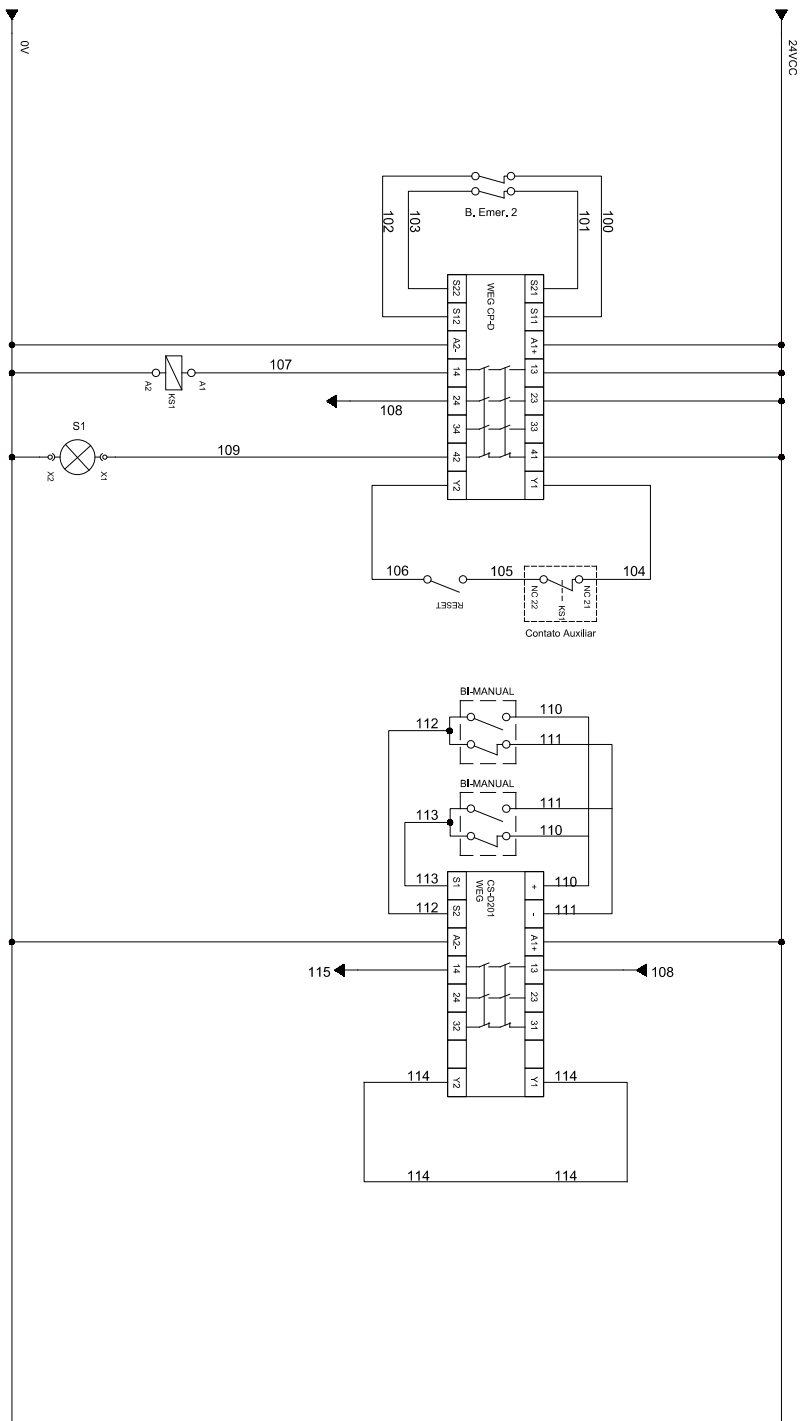 0V
24VCC
B. Emer. 2
102
103
101
100
S22
S12
A2-
14
24
34
42
Y2
WEG CP-D
S21
S11
A1+
13
23
33
41
Y1
107
A2
KS1
A1
108
S1
109
X2
X1
106
105
104
RESET
NC 22
KS1
NC 21
Contato Auxiliar
BI-MANUAL
110
112
111
BI-MANUAL
111
113
110
113
S1
CS-D201
WEG
+
110
112
S2
-
111
A2-
A1+
115
14
13
108
24
23
32
31
114
Y2
Y1
114
114
114